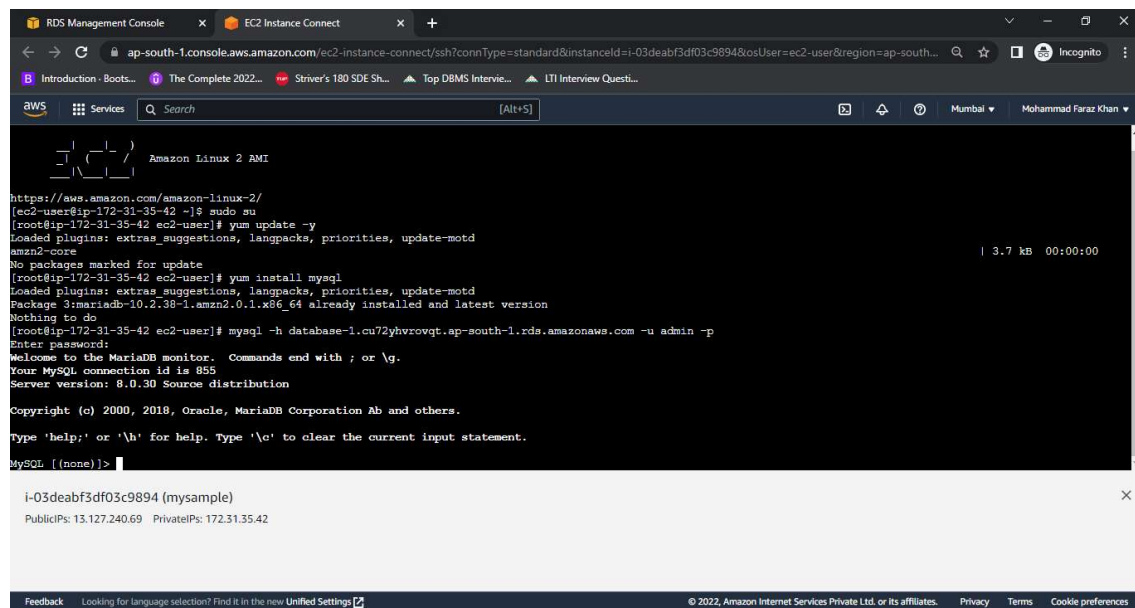 RDS Management Console
EC2 Instance Connect
ap-south-1.console.aws.amazon.com/ec2-instance-connect/ssh?connType=standard&instanceId=i-03deabf3df03c9894&osUser=ec2-user&region=ap-south...
Incognito
B Introduction - Boots... The Complete 2022... Striver's 180 SDE Sh... Top DBMS Intervie... LTI Interview Questi...
aws Services Search [Alt+S] Mumbai Mohammad Faraz Khan
__| __|_ )
_| ( / Amazon Linux 2 AMI
___|\___|___|
https://aws.amazon.com/amazon-linux-2/
[ec2-user@ip-172-31-35-42 ~]$ sudo su
[root@ip-172-31-35-42 ec2-user]# yum update -y
Loaded plugins: extras_suggestions, langpacks, priorities, update-motd
amzn2-core | 3.7 kB 00:00:00
No packages marked for update
[root@ip-172-31-35-42 ec2-user]# yum install mysql
Loaded plugins: extras_suggestions, langpacks, priorities, update-motd
Package 3:mariadb-10.2.38-1.amzn2.0.1.x86_64 already installed and latest version
Nothing to do
[root@ip-172-31-35-42 ec2-user]# mysql -h database-1.cu72yhvrovqt.ap-south-1.rds.amazonaws.com -u admin -p
Enter password:
Welcome to the MariaDB monitor. Commands end with ; or \g.
Your MySQL connection id is 855
Server version: 8.0.30 Source distribution
Copyright (c) 2000, 2018, Oracle, MariaDB Corporation Ab and others.
Type 'help;' or '\h' for help. Type '\c' to clear the current input statement.
MySQL [(none)]>
i-03deabf3df03c9894 (mysample)
PublicIPs: 13.127.240.69 PrivateIPs: 172.31.35.42
Feedback Looking for language selection? Find it in the new Unified Settings © 2022, Amazon Internet Services Private Ltd. or its affiliates. Privacy Terms Cookie preferences